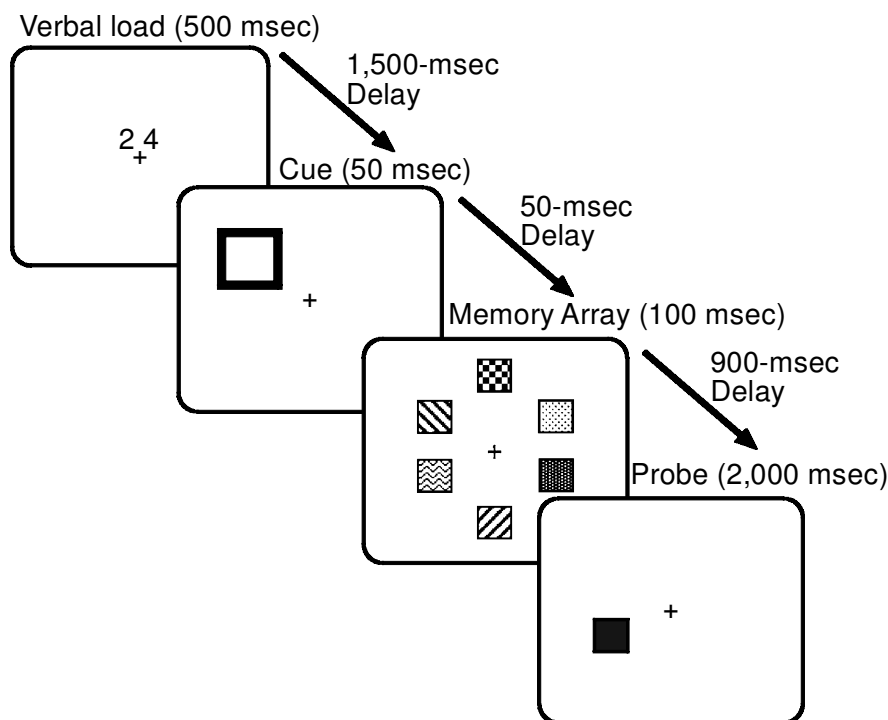 Verbal load (500 msec)
1,500-msec
Delay
2 4
+
Cue (50 msec)
50-msec
Delay
+
Memory Array (100 msec)
900-msec
Delay
+
Probe (2,000 msec)
+